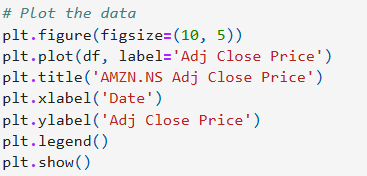 # Plot the data
plt.figure(figsize=(10, 5))
plt.plot(df, label='Adj Close Price')
plt.title('AMZN.NS Adj Close Price')
plt.xlabel('Date')
plt.ylabel('Adj Close Price')
plt.legend()
plt.show()